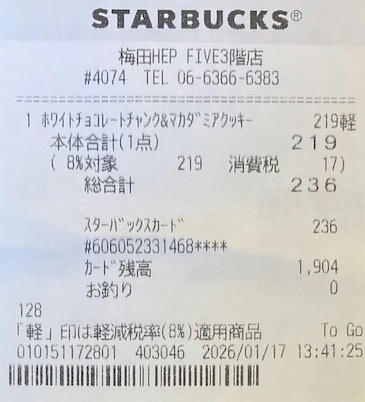 STARBUCKS®
梅田HEP FIVE3階店
#4074 TEL 06-6366-6383
1 ﾎﾜｲﾄﾁｮｺﾚｰﾄﾁｬﾝｸ&ﾏｶﾀﾞﾐｱｸｯｷｰ 219軽
本体合計(1点) 219
( 8%対象 219 消費税 17)
総合計 236
ｽﾀｰﾊﾞｯｸｽｶｰﾄﾞ 236
#606052331468****
ｶｰﾄﾞ残高 1,904
お釣り 0
128
「軽」印は軽減税率(8%)適用商品 To Go
010151172801 403046 2026/01/17 13:41:25